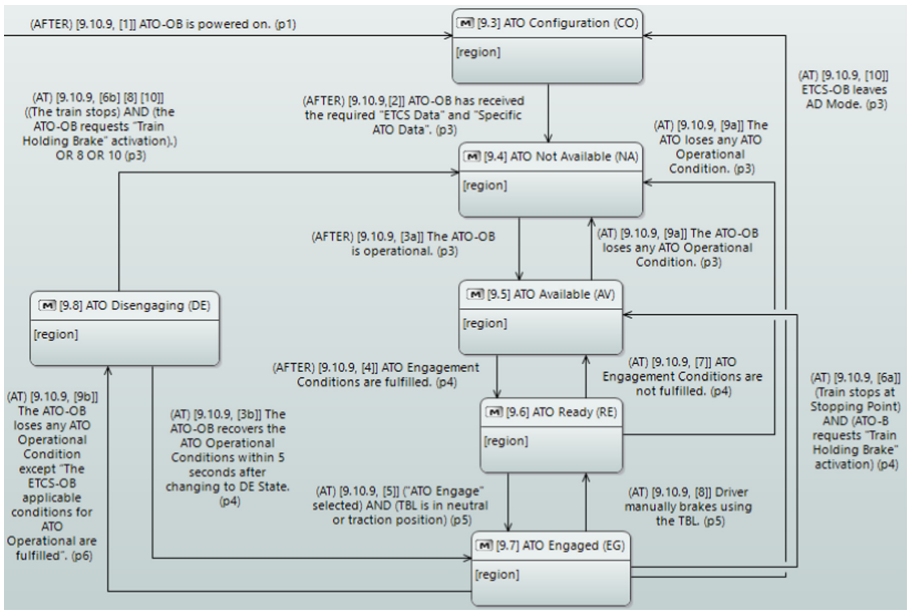 (AFTER) [9.10.9, [1]] ATO-OB is powered on. (p1)
[9.3] ATO Configuration (CO)
[region]
(AT) [9.10.9, [10]]
ETCS-OB leaves
AD Mode. (p3)
(AT) [9.10.9, [6b] [8] [10]]
((The train stops) AND (the
ATO-OB requests "Train
Holding Brake" activation).)
OR 8 OR 10 (p3)
(AFTER) [9.10.9,[2]] ATO-OB has received
the required "ETCS Data" and "Specific
ATO Data". (p3)
(AT) [9.10.9, [9a]] The
ATO loses any ATO
Operational
Condition. (p3)
[9.4] ATO Not Available (NA)
[region]
(AFTER) [9.10.9, [3a]] The ATO-OB
is operational. (p3)
(AT) [9.10.9, [9a]] The ATO-OB
loses any ATO Operational
Condition. (p3)
[9.8] ATO Disengaging (DE)
[region]
[9.5] ATO Available (AV)
[region]
(AFTER) [9.10.9, [4]] ATO Engagement
Conditions are fulfilled. (p4)
(AT) [9.10.9, [7]] ATO
Engagement Conditions are
not fulfilled. (p4)
(AT) [9.10.9, [6a]]
(Train stops at
Stopping Point)
AND (ATO-B
requests "Train
Holding Brake"
activation) (p4)
(AT) [9.10.9, [9b]]
The ATO-OB
loses any ATO
Operational
Condition
except "The
ETCS-OB
applicable
conditions for
ATO
Operational are
fulfilled". (p6)
(AT) [9.10.9, [3b]] The
ATO-OB recovers the
ATO Operational
Conditions within 5
seconds after
changing to DE State.
(p4)
[9.6] ATO Ready (RE)
[region]
(AT) [9.10.9, [5]] ("ATO Engage"
selected) AND (TBL is in neutral
or traction position) (p5)
(AT) [9.10.9, [8]] Driver
manually brakes using
the TBL. (p5)
[9.7] ATO Engaged (EG)
[region]